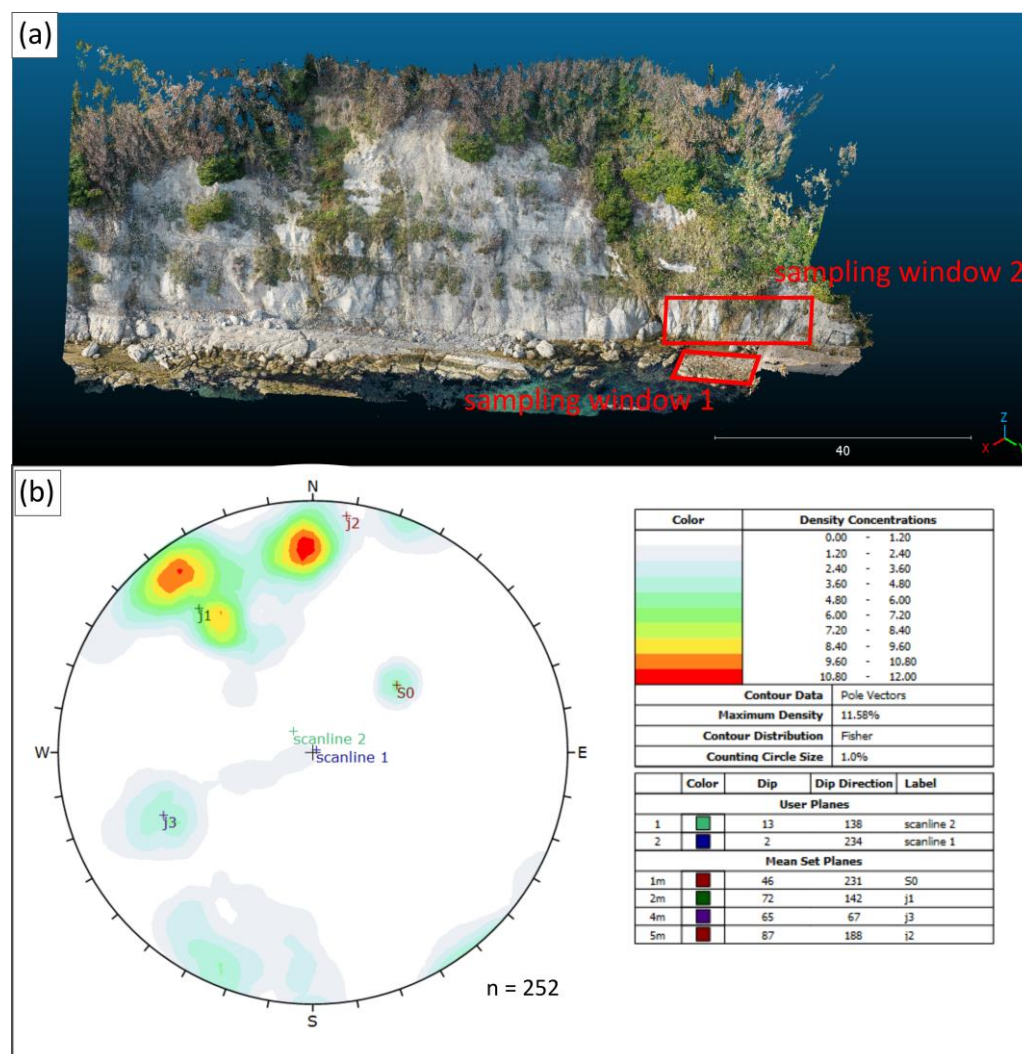 (a)
sampling window 2
sampling window 1
40
Z
X
Y
(b)
N
j2
j1
S0
scanline 2
W
E
scanline 1
j3
S
n = 252
Color Density Concentrations
0.00 - 1.20
1.20 - 2.40
2.40 - 3.60
3.60 - 4.80
4.80 - 6.00
6.00 - 7.20
7.20 - 8.40
8.40 - 9.60
9.60 - 10.80
10.80 - 12.00
Contour Data Pole Vectors
Maximum Density 11.58%
Contour Distribution Fisher
Counting Circle Size 1.0%
Color Dip Dip Direction Label
User Planes
1 13 138 scanline 2
2 2 234 scanline 1
Mean Set Planes
1m 46 231 S0
2m 72 142 j1
4m 65 67 j3
5m 87 188 j2